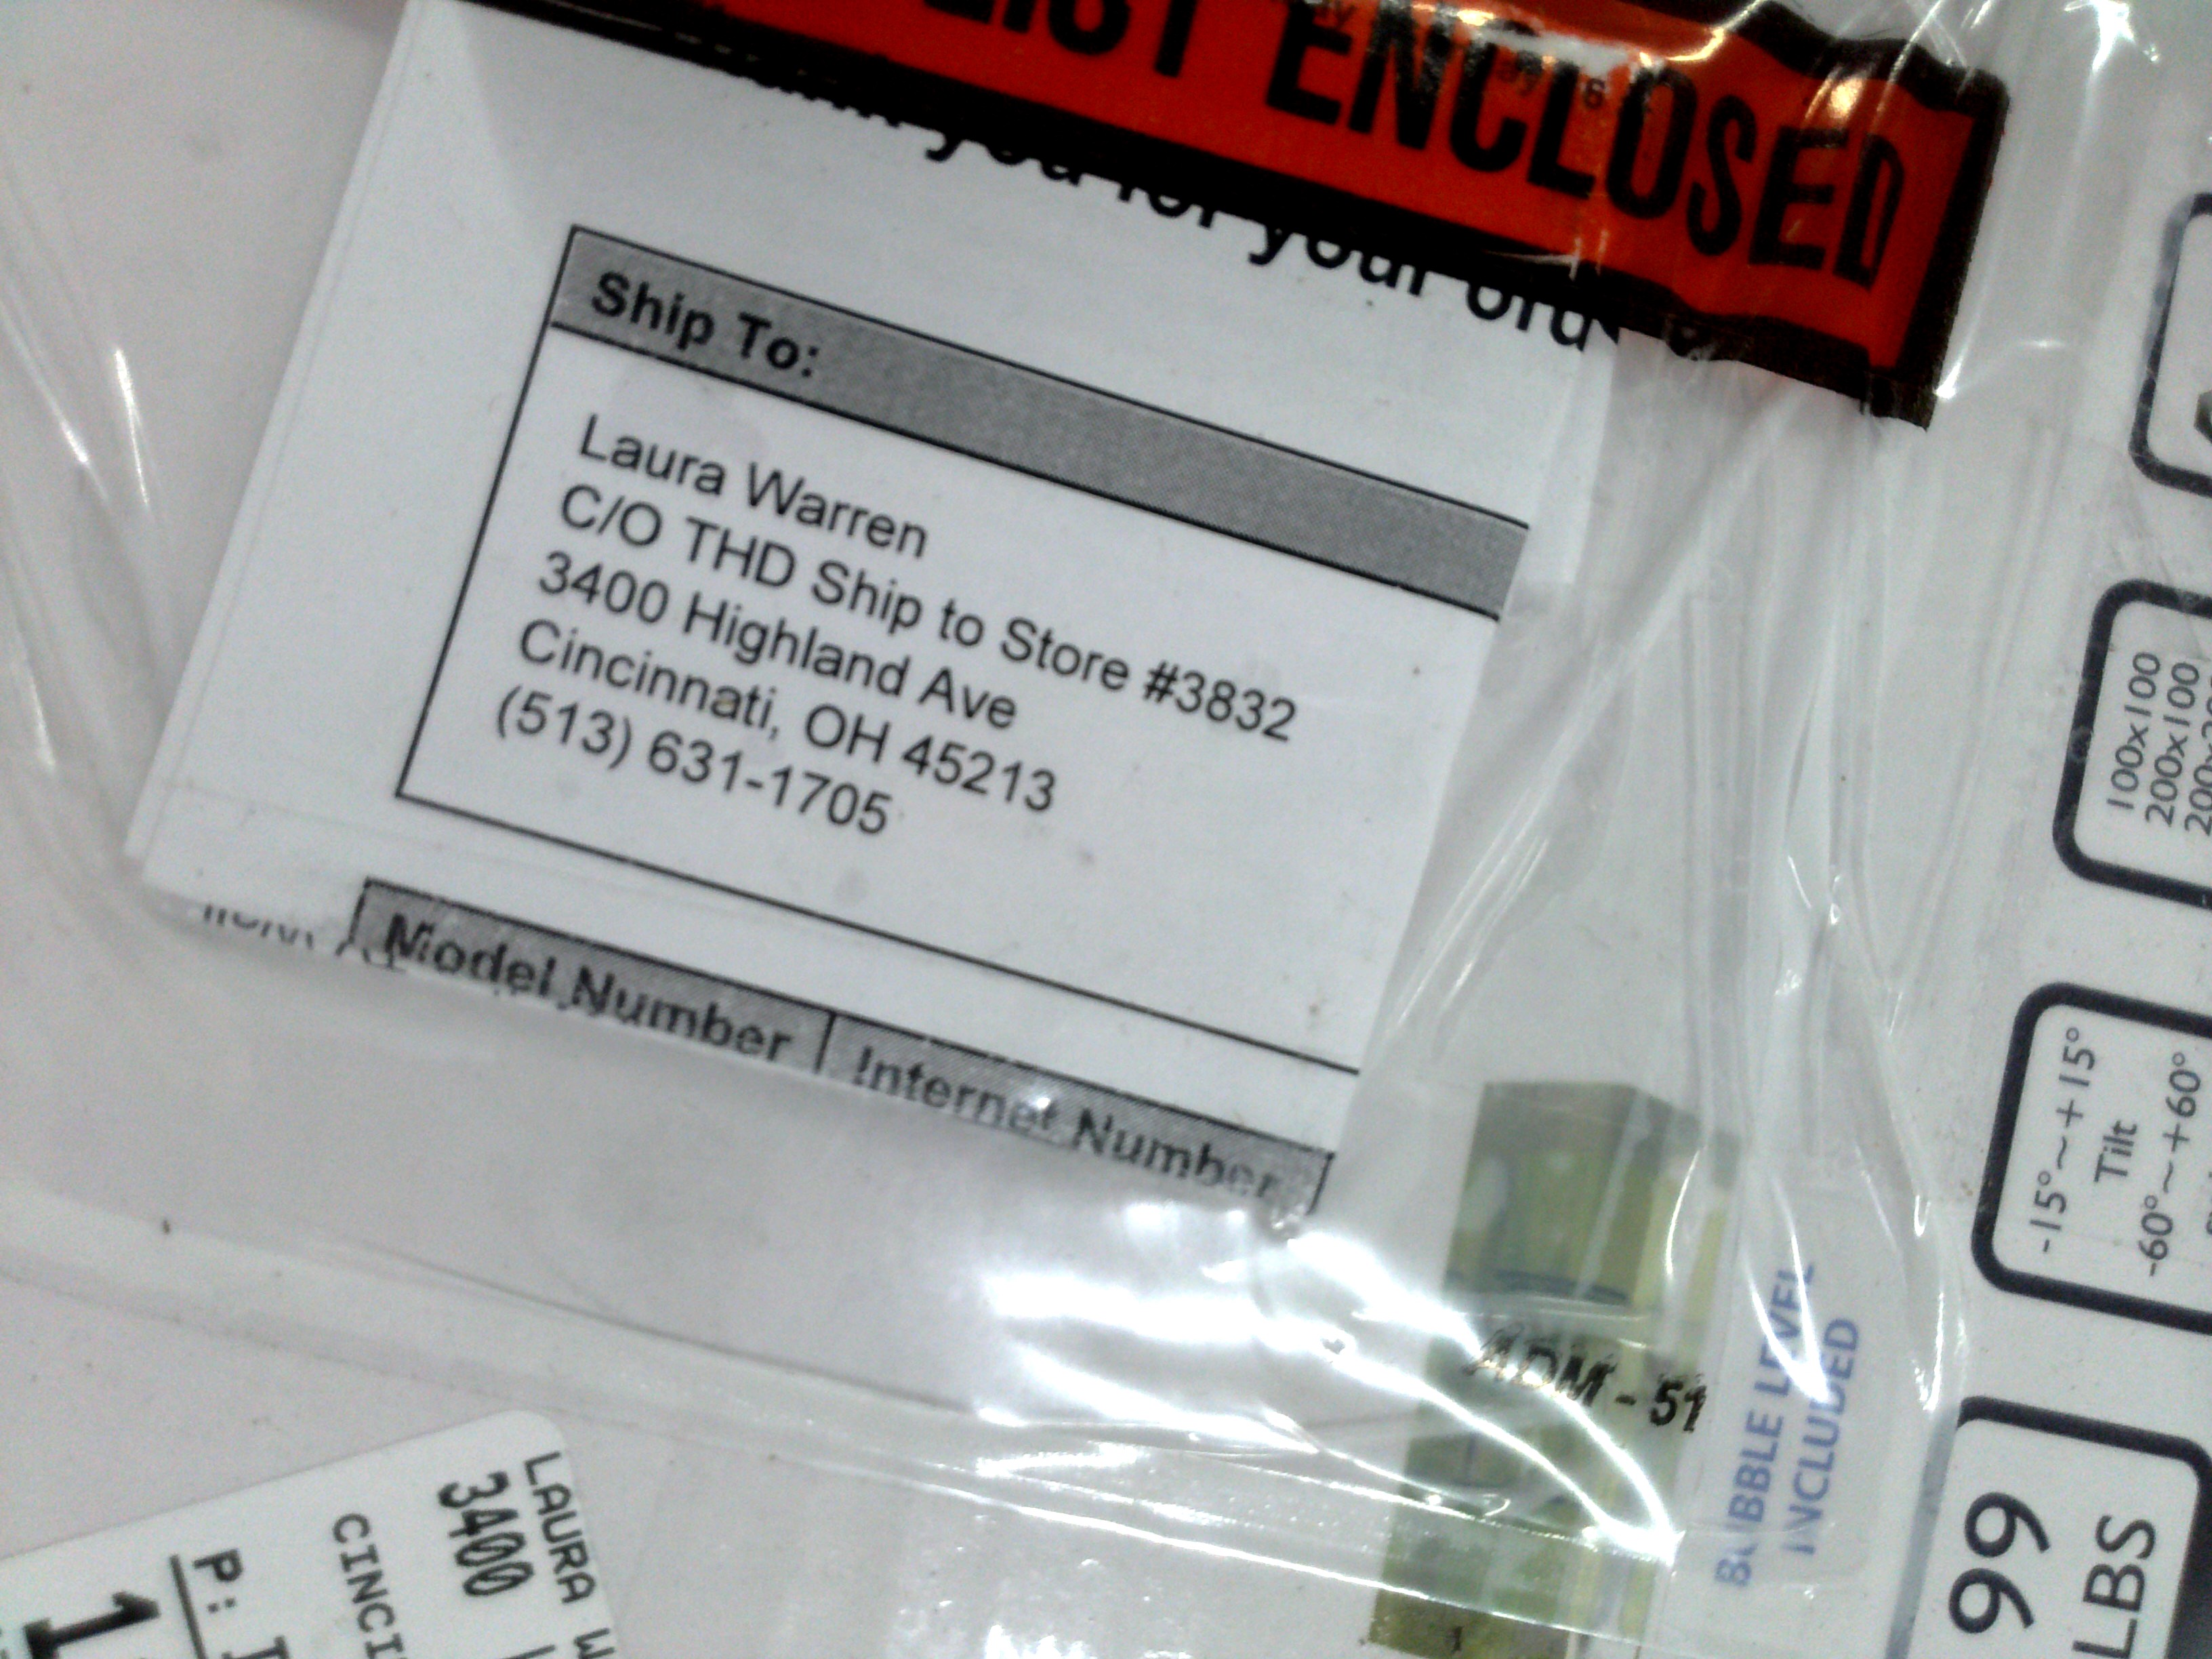 LIST ENCLOSED
you for your
Ship To:
Laura Warren
C/O THD Ship to Store #3832
3400 Highland Ave
Cincinnati, OH 45213
(513) 631-1705
Model Number
Internet Number
100x100
200x100
-15°~+15°
Tilt
-60°~+60°
ADM - 51
BUBBLE LEVEL
INCLUDED
99
LBS
LAURA W
3400
CINCI
P: